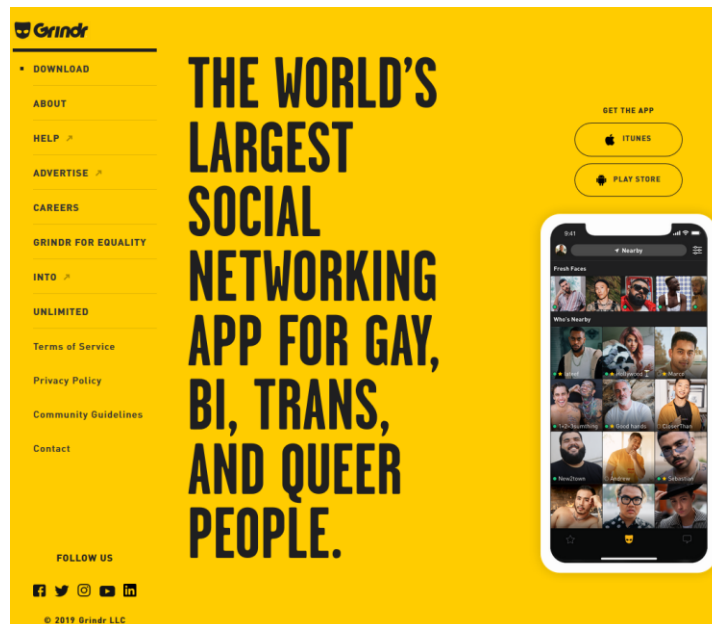 Grindr
DOWNLOAD
ABOUT
HELP ↗
ADVERTISE ↗
CAREERS
GRINDR FOR EQUALITY
INTO ↗
UNLIMITED
Terms of Service
Privacy Policy
Community Guidelines
Contact
FOLLOW US
© 2019 Grindr LLC
THE WORLD'S
LARGEST
SOCIAL
NETWORKING
APP FOR GAY,
BI, TRANS,
AND QUEER
PEOPLE.
GET THE APP
ITUNES
PLAY STORE
9:41
Nearby
Fresh Faces
Who's Nearby
Hollywood
Marco
Good hands
CloserThan
New2town
Andrew
Sebastian